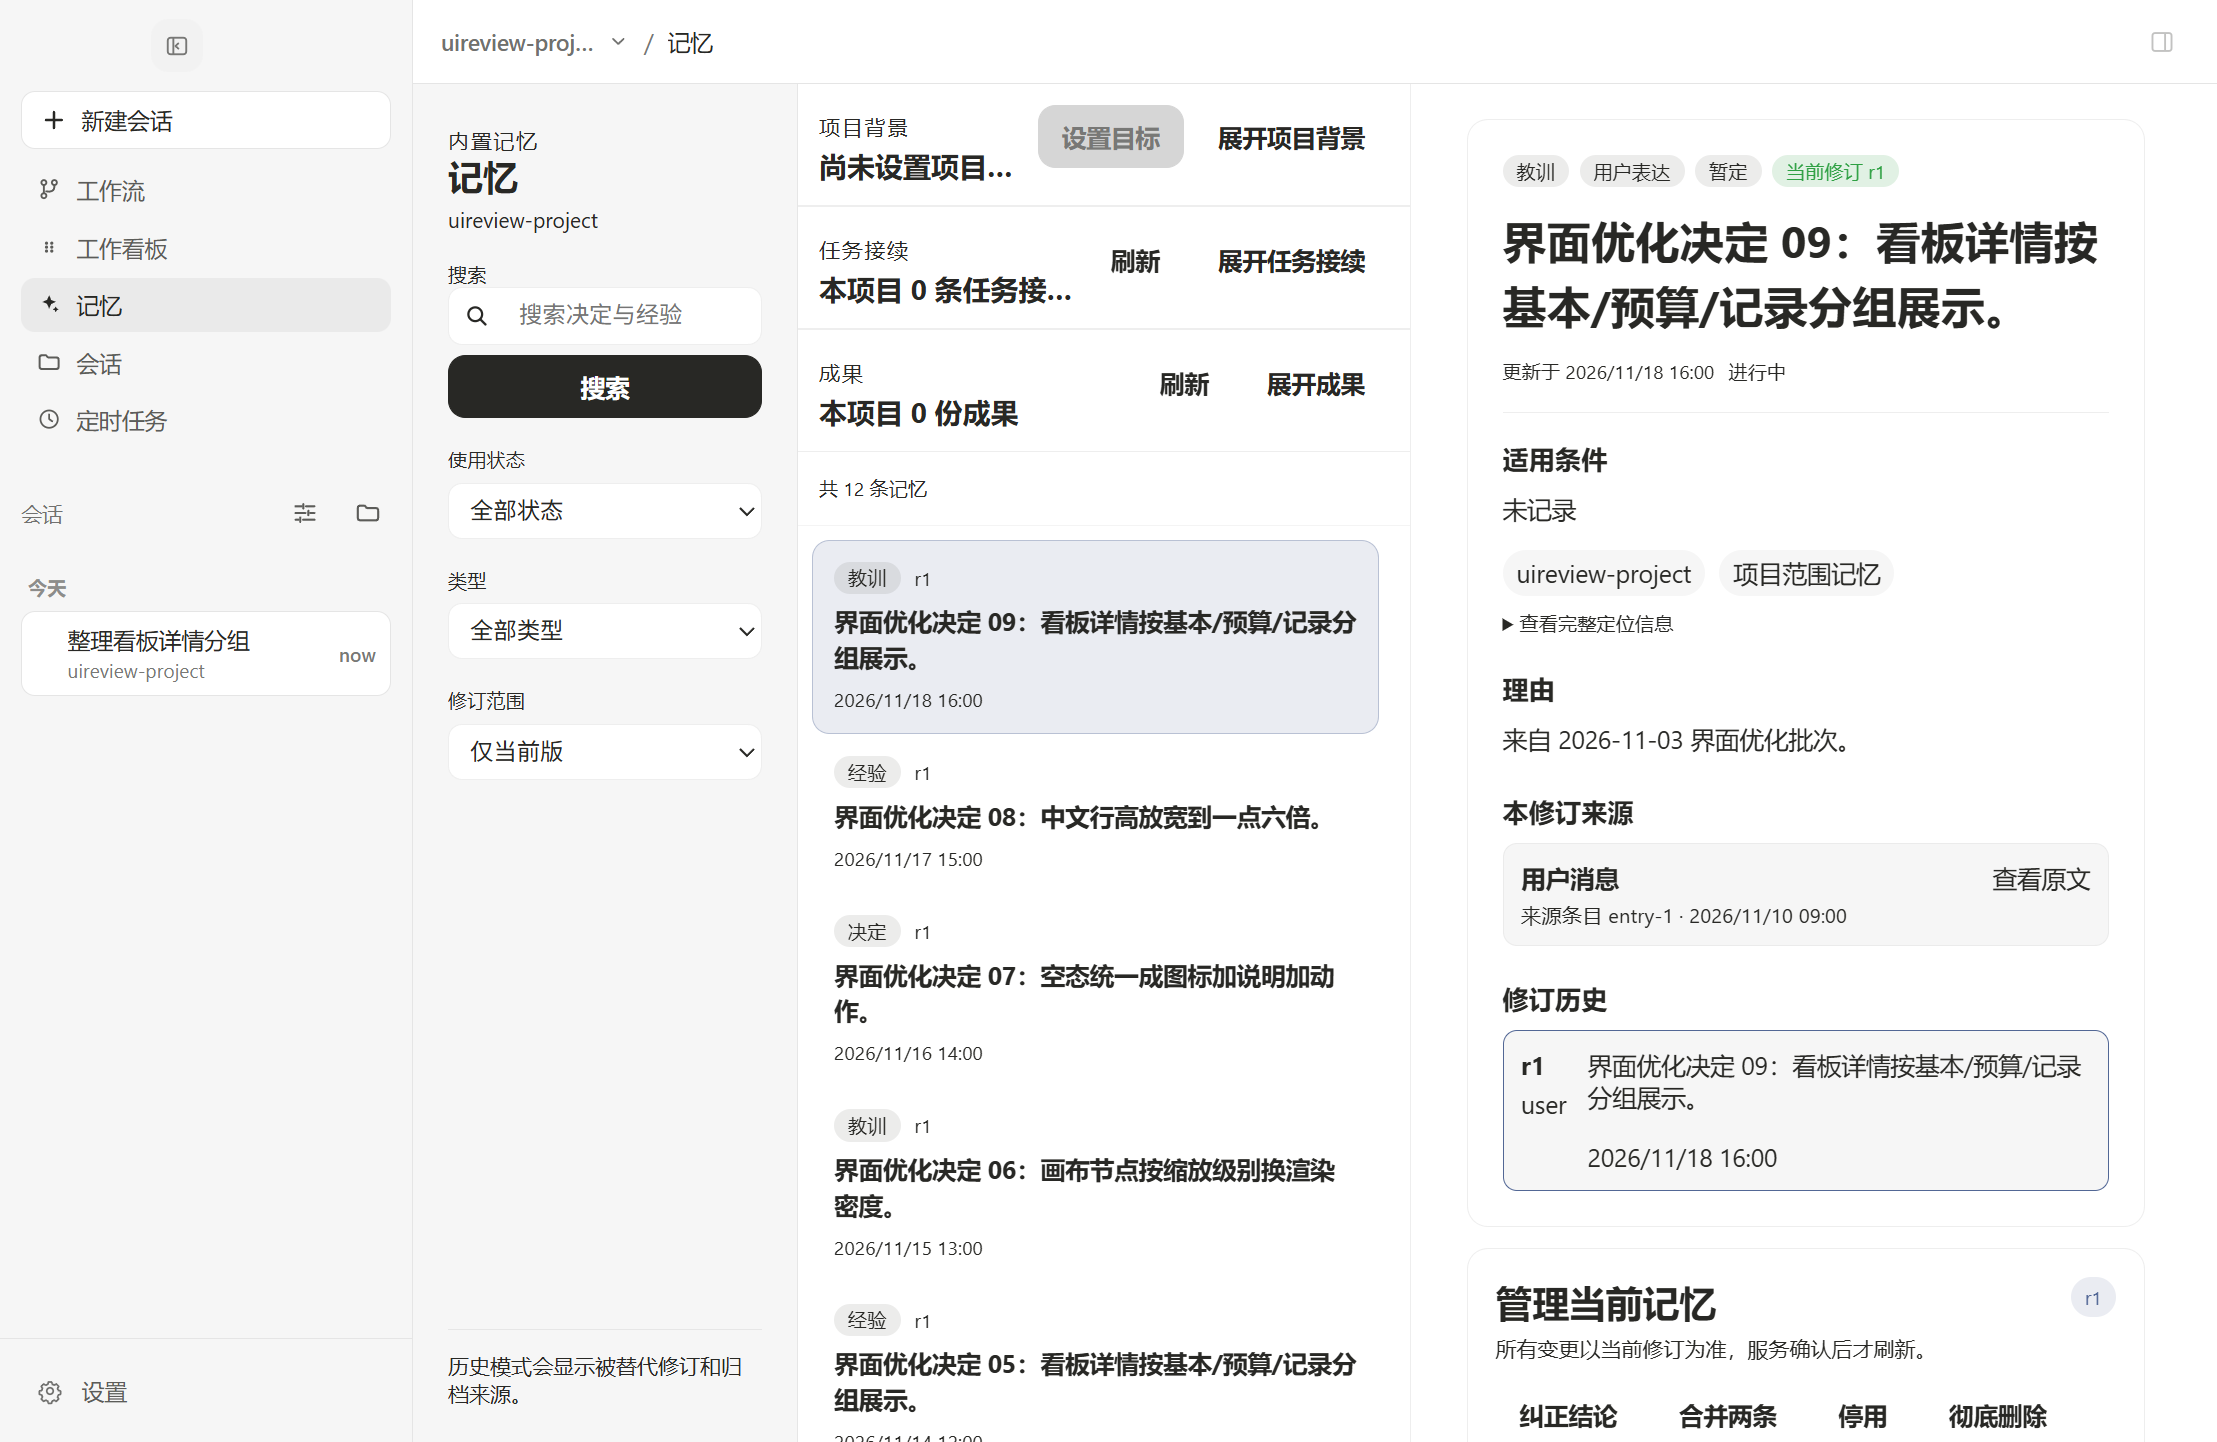 新建会话
工作流
工作看板
记忆
会话
定时任务
会话
今天
整理看板详情分组
uireview-project
now
设置
uireview-proj... / 记忆
内置记忆
记忆
uireview-project
搜索
搜索决定与经验
搜索
使用状态
全部状态
类型
全部类型
修订范围
仅当前版
历史模式会显示被替代修订和归
档来源。
项目背景
尚未设置项目...
设置目标
展开项目背景
任务接续
本项目 0 条任务接...
刷新
展开任务接续
成果
本项目 0 份成果
刷新
展开成果
共 12 条记忆
教训 r1
界面优化决定 09：看板详情按基本/预算/记录分
组展示。
2026/11/18 16:00
经验 r1
界面优化决定 08：中文行高放宽到一点六倍。
2026/11/17 15:00
决定 r1
界面优化决定 07：空态统一成图标加说明加动
作。
2026/11/16 14:00
教训 r1
界面优化决定 06：画布节点按缩放级别换渲染
密度。
2026/11/15 13:00
经验 r1
界面优化决定 05：看板详情按基本/预算/记录分
组展示。
2026/11/14 12:00
教训 用户表达 暂定 当前修订 r1
界面优化决定 09：看板详情按
基本/预算/记录分组展示。
更新于 2026/11/18 16:00 进行中
适用条件
未记录
uireview-project 项目范围记忆
查看完整定位信息
理由
来自 2026-11-03 界面优化批次。
本修订来源
用户消息
查看原文
来源条目 entry-1 · 2026/11/10 09:00
修订历史
r1
user
界面优化决定 09：看板详情按基本/预算/记录
分组展示。
2026/11/18 16:00
管理当前记忆
r1
所有变更以当前修订为准，服务确认后才刷新。
纠正结论 合并两条 停用 彻底删除